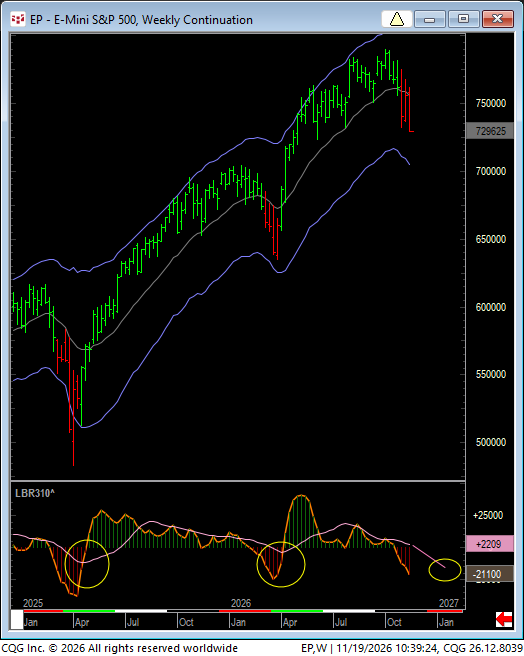 EP - E-Mini S&P 500, Weekly Continuation
750000
729625
700000
650000
600000
550000
500000
LBR310^
+25000
+2209
-21100
2025
2026
2027
Jan
Apr
Jul
Oct
Jan
Apr
Jul
Oct
Jan
CQG Inc. © 2026 All rights reserved worldwide
EP,W | 11/19/2026 10:39:24, CQG 26.12.8039